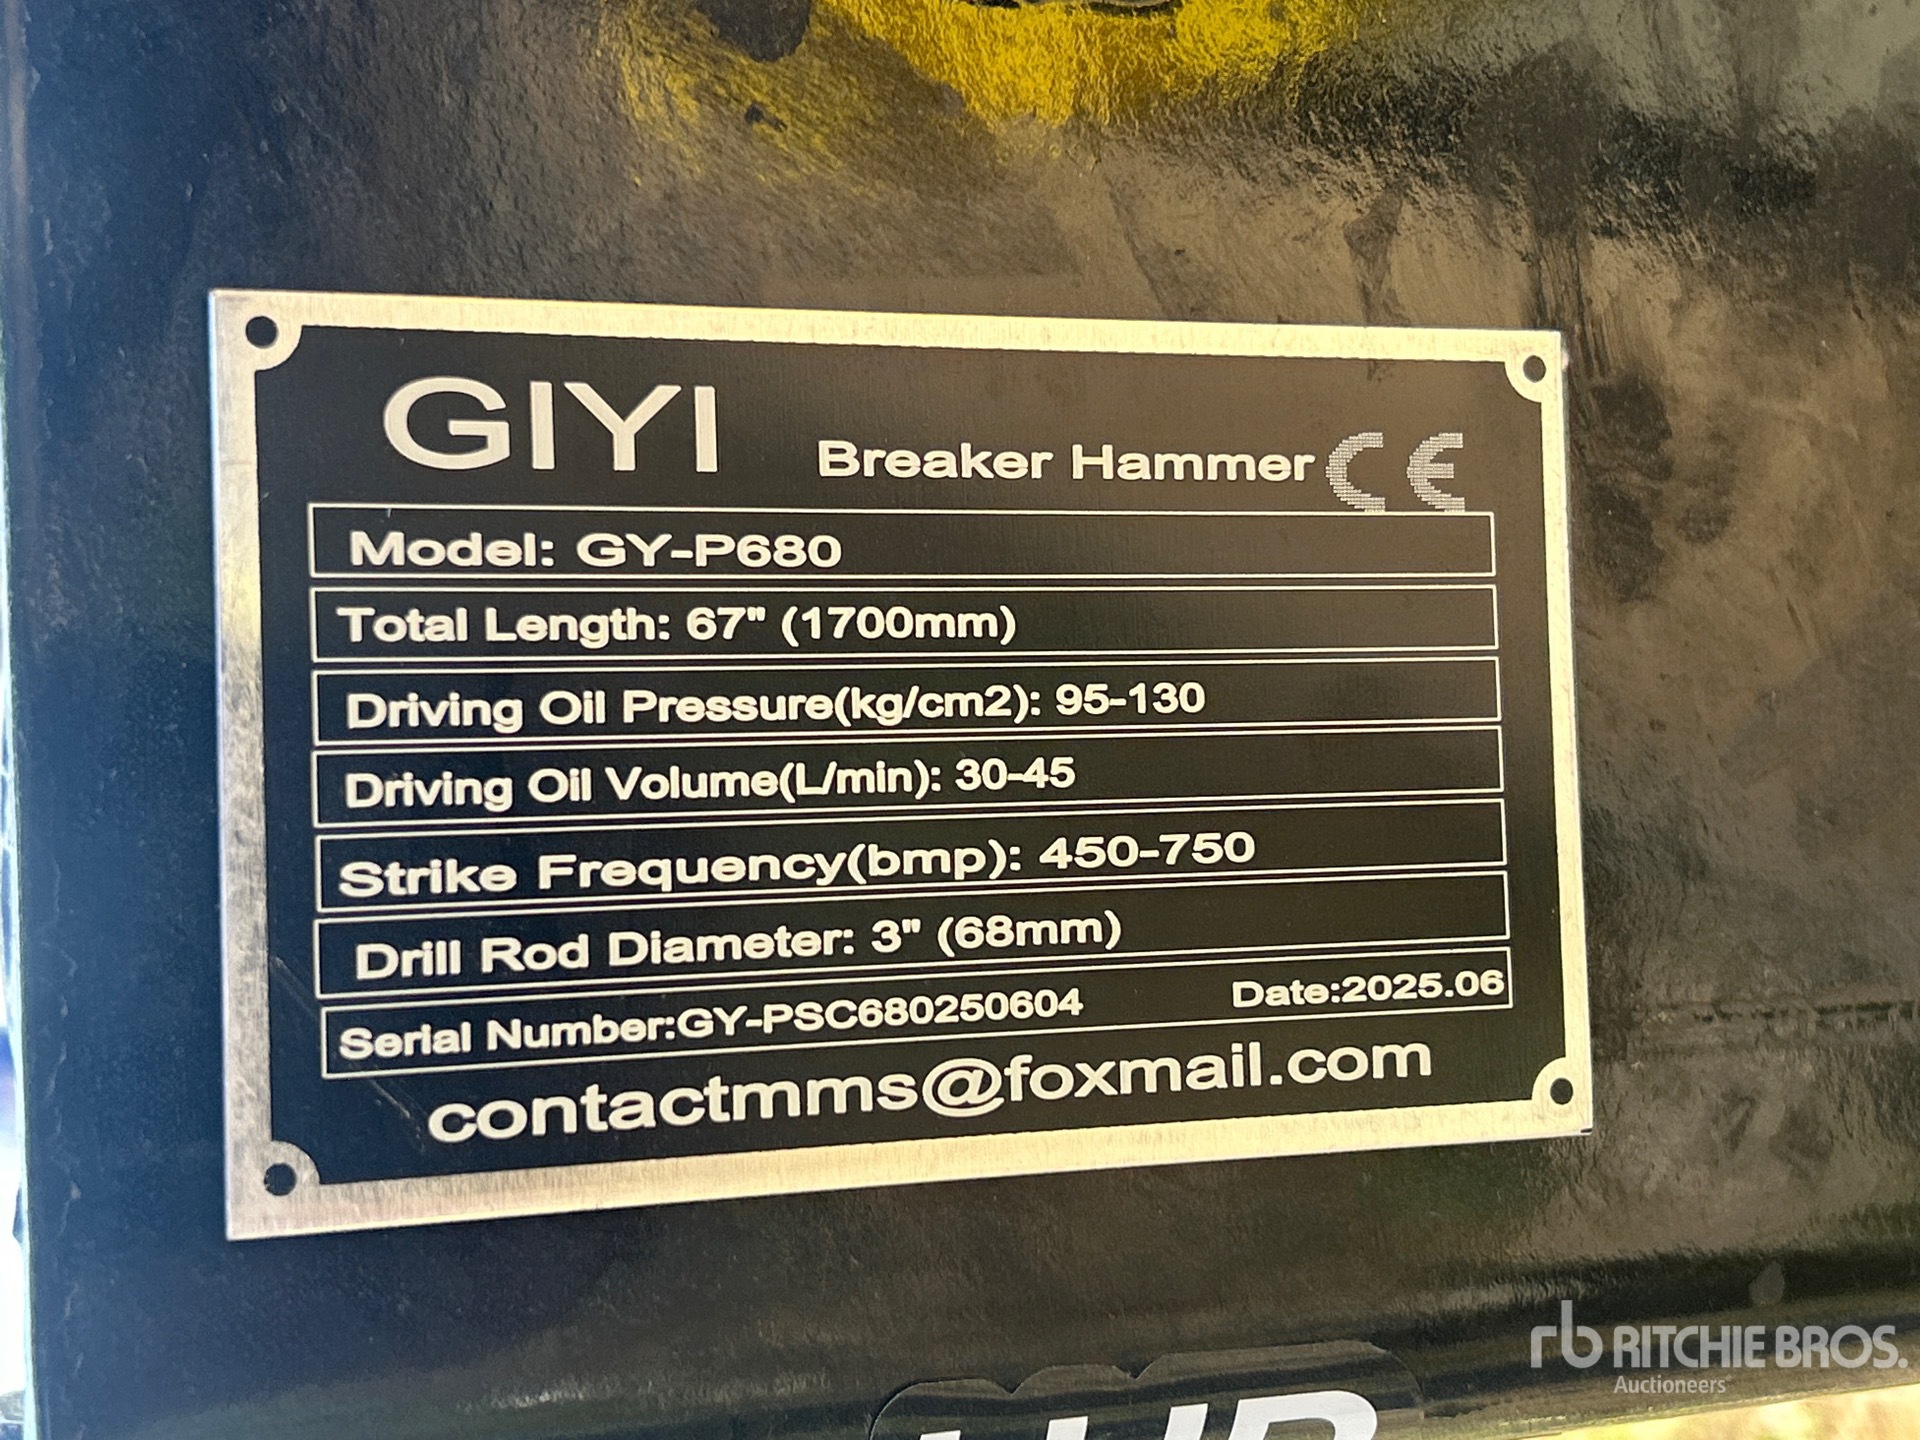 GIYI Breaker Hammer CE
Model: GY-P680
Total Length: 67" (1700mm)
Driving Oil Pressure(kg/cm2): 95-130
Driving Oil Volume(L/min): 30-45
Strike Frequency(bmp): 450-750
Drill Rod Diameter: 3" (68mm)
Serial Number:GY-PSC680250604 Date:2025.06
contactmms@foxmail.com
rb RITCHIE BROS.
Auctioneers